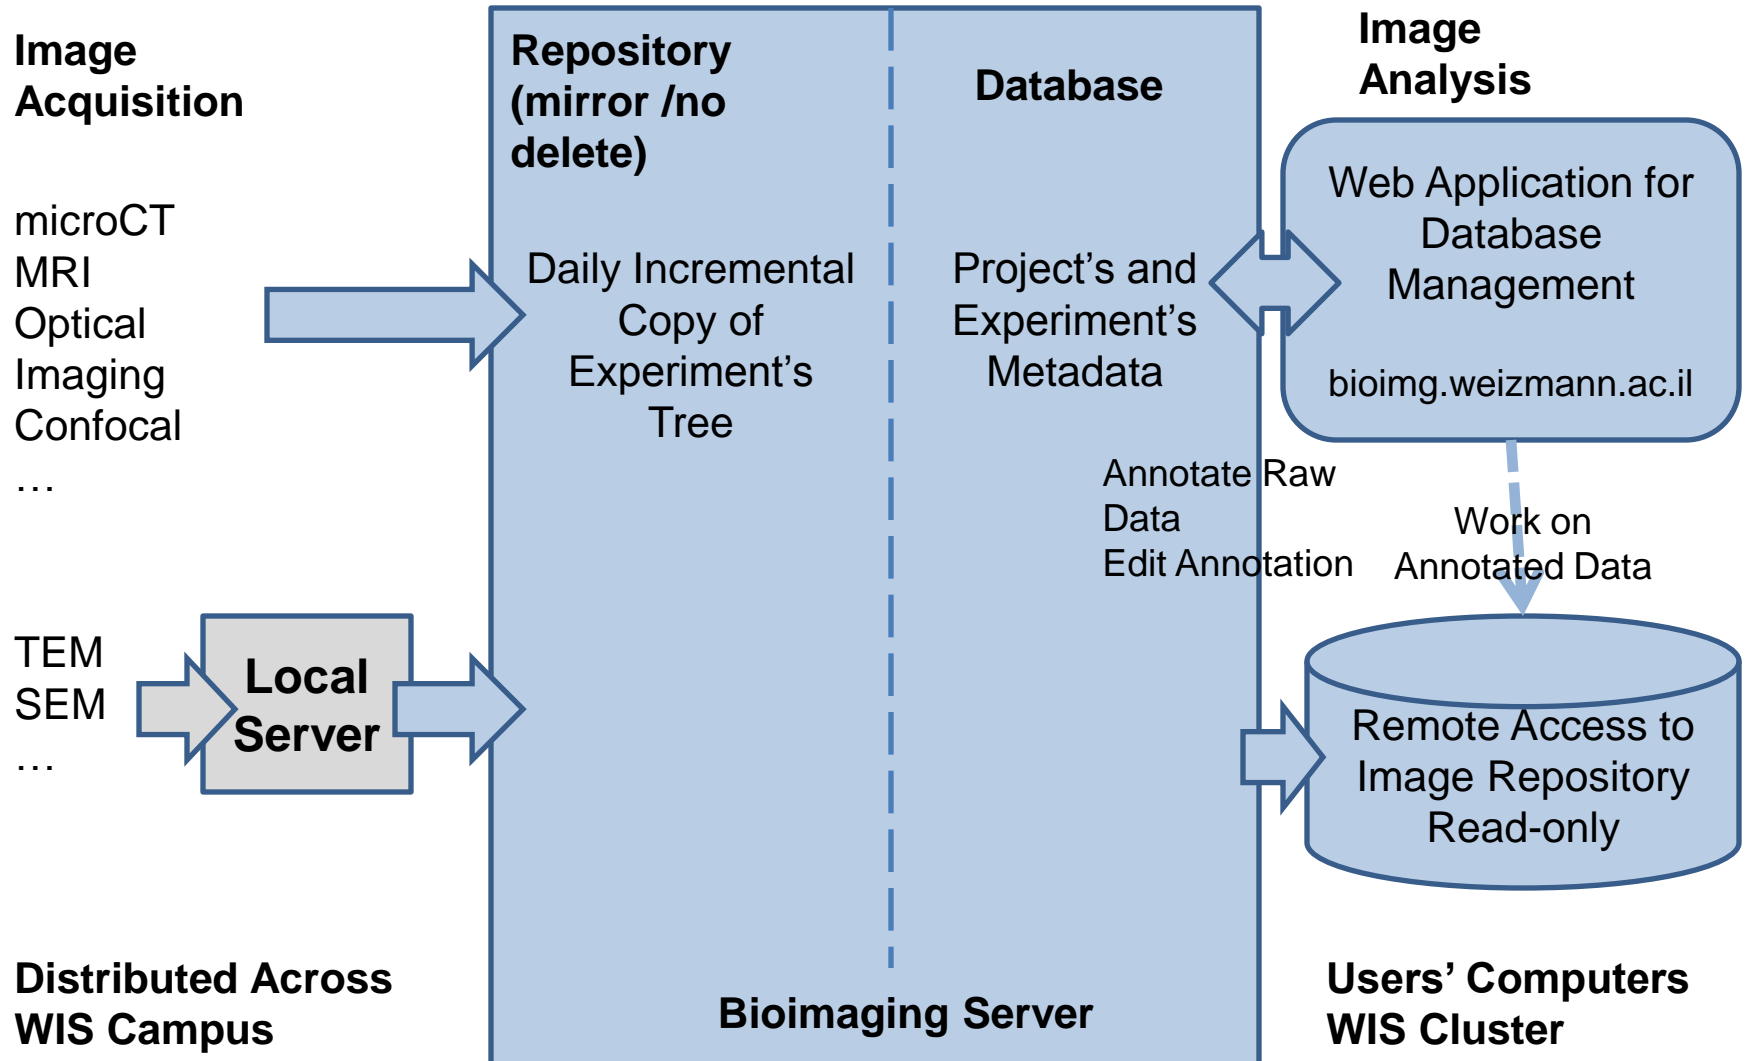 Image
Acquisition
microCT
MRI
Optical
Imaging
Confocal
…
TEM
SEM
…
Local
Server
Distributed Across
WIS Campus
Repository
(mirror /no
delete)
Daily Incremental
Copy of
Experiment’s
Tree
Database
Project’s and
Experiment’s
Metadata
Annotate Raw
Data
Edit Annotation
Bioimaging Server
Image
Analysis
Web Application for
Database
Management
bioimg.weizmann.ac.il
Work on
Annotated Data
Remote Access to
Image Repository
Read-only
Users’ Computers
WIS Cluster